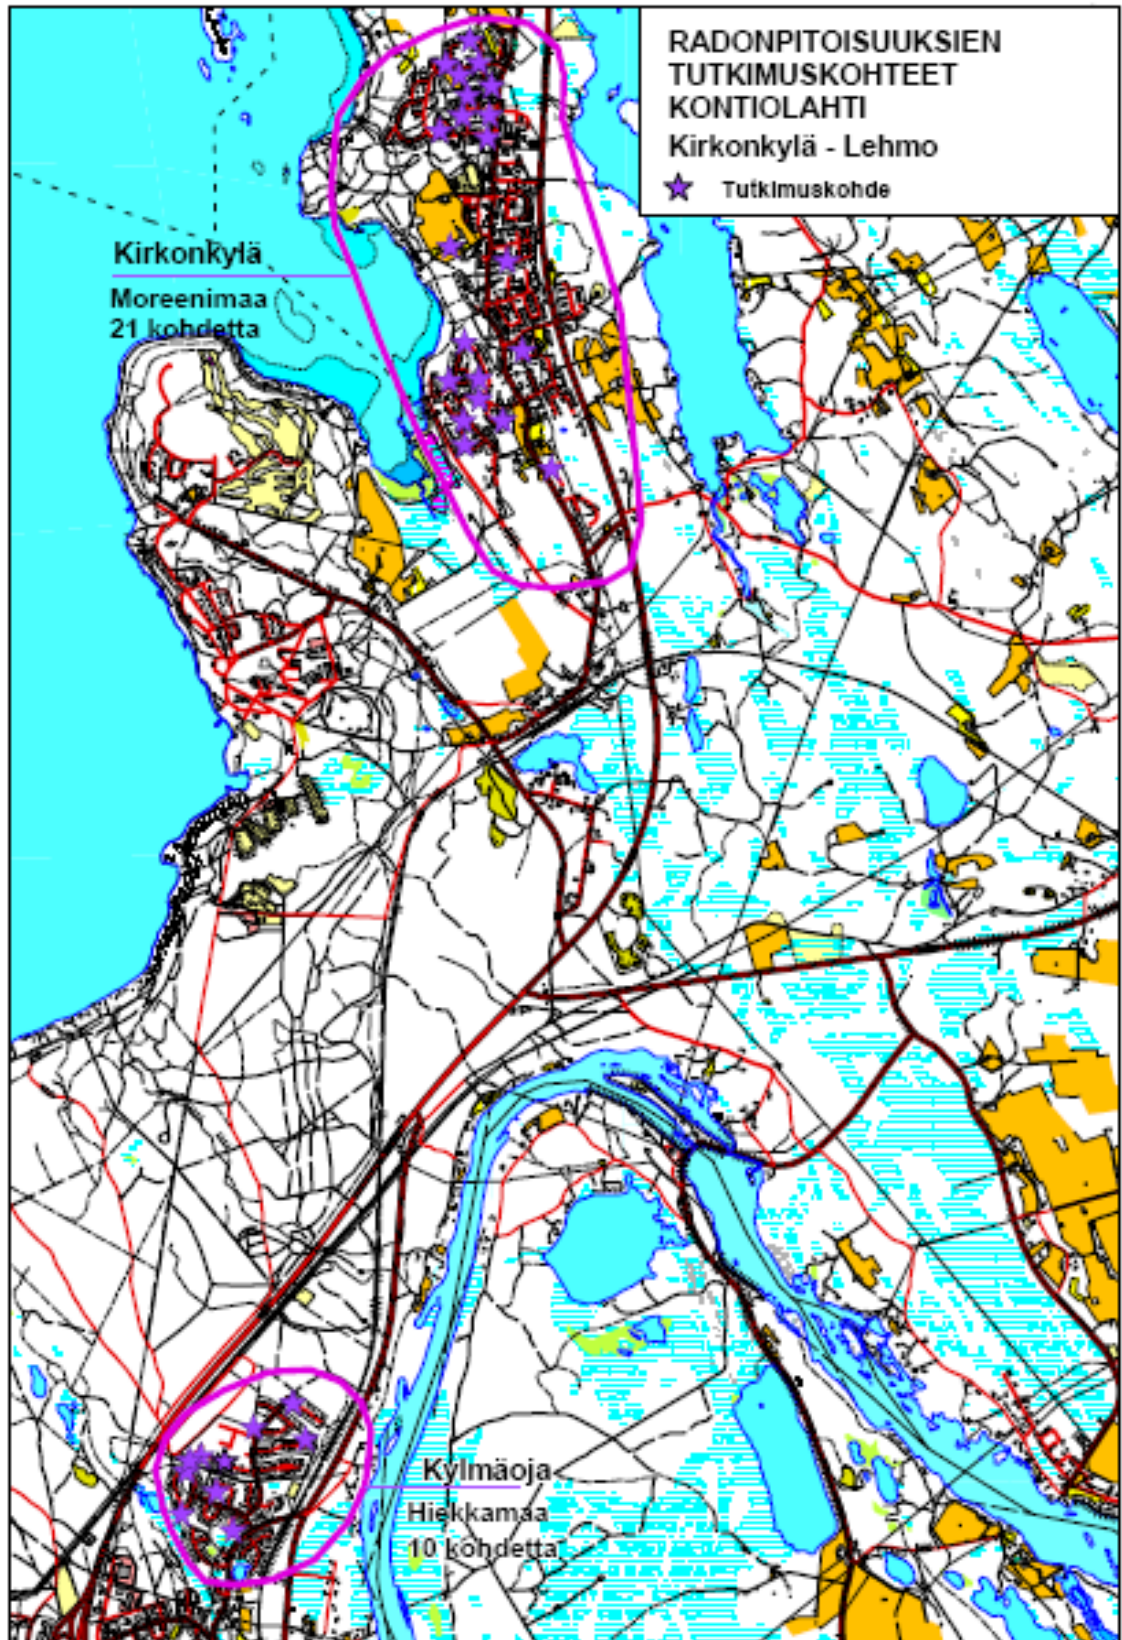 RADONPITOISUUKSIEN
TUTKIMUSKOHTEET
KONTIOLAHTI
Kirkonkylä - Lehmo
Tutkimuskohde
Kirkonkylä
Moreenimaa
21 kohdetta
Kylmäoja
Hiekkamaa
10 kohdetta